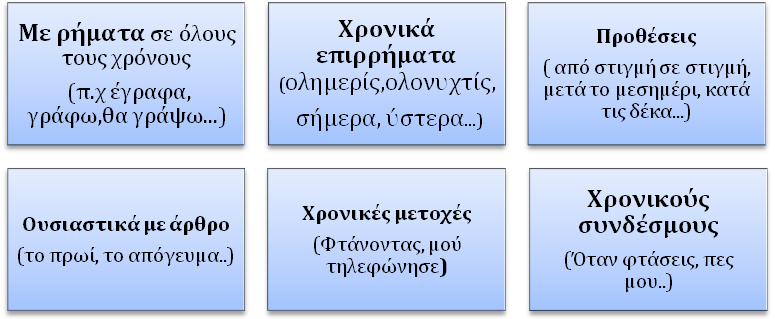 Με ρήματα σε όλους
τους χρόνους
(π.χ έγραφα,
γράφω,θα γράψω...)
Χρονικά
επιρρήματα
(ολημερίς,ολονυχτίς,
σήμερα, ύστερα...)
Προθέσεις
( από στιγμή σε στιγμή,
μετά το μεσημέρι, κατά
τις δέκα...)
Ουσιαστικά με άρθρο
(το πρωί, το απόγευμα..)
Χρονικές μετοχές
(Φτάνοντας, μού
τηλεφώνησε)
Χρονικούς
συνδέσμους
(Όταν φτάσεις, πες
μου..)